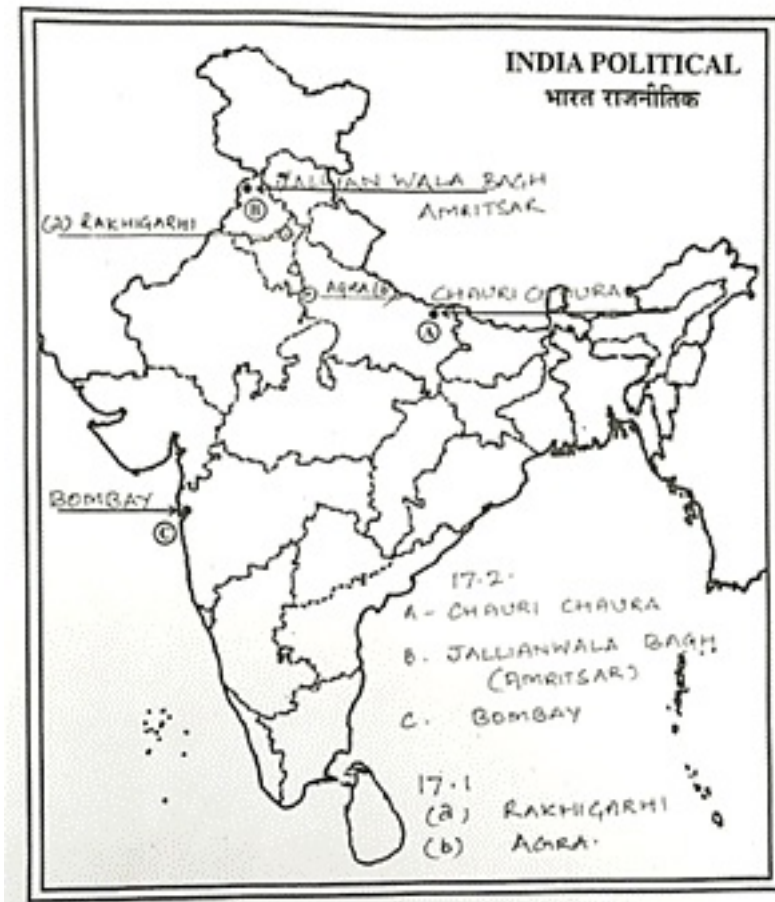 INDIA POLITICAL
भारत राजनीतिक
JALLIAN WALA BAGH
AMRITSAR
B
(2) RAKHIGARHI
AGRA (b)
CHAURI CHAURA
A
BOMBAY
C
17.2.
A - CHAURI CHAURA
B. JALLIANWALA BAGH
(AMRITSAR)
C. BOMBAY
17.1
(a) RAKHIGARHI
(b) AGRA.